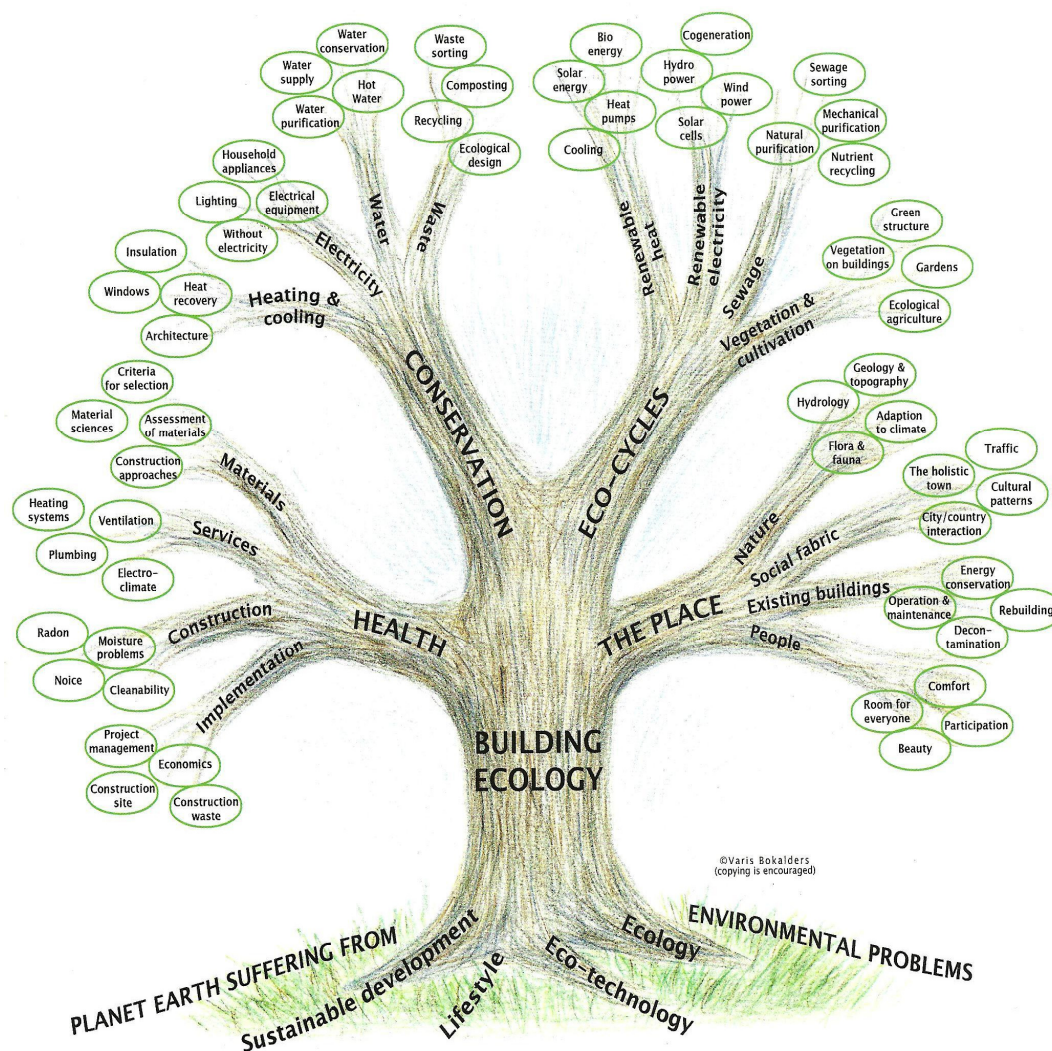 Water
conservation
Water
supply
Hot
Water
Water
purification
Waste
sorting
Composting
Recycling
Ecological
design
Bio
energy
Solar
energy
Heat
pumps
Cooling
Cogeneration
Hydro
power
Wind
power
Solar
cells
Sewage
sorting
Mechanical
purification
Natural
purification
Nutrient
recycling
Household
appliances
Lighting
Electrical
equipment
Without
electricity
Electricity
Water
Waste
Renewable
heat
Renewable
electricity
Sewage
Green
structure
Vegetation
on buildings
Gardens
Ecological
agriculture
Vegetation &
cultivation
Insulation
Windows
Heat
recovery
Architecture
Heating &
cooling
CONSERVATION
ECO-CYCLES
Criteria
for selection
Material
sciences
Assessment
of materials
Construction
approaches
Materials
Geology &
topography
Hydrology
Adaption
to climate
Flora &
fauna
Nature
Heating
systems
Ventilation
Plumbing
Electro-
climate
Services
Traffic
The holistic
town
Cultural
patterns
City/country
interaction
Social fabric
Radon
Moisture
problems
Noice
Cleanability
Construction
HEALTH
THE PLACE
Existing buildings
Energy
conservation
Operation &
maintenance
Rebuilding
Decon-
tamination
People
Comfort
Room for
everyone
Participation
Beauty
Implementation
Project
management
Economics
Construction
site
Construction
waste
BUILDING
ECOLOGY
©Varis Bokalders
(copying is encouraged)
PLANET EARTH SUFFERING FROM
ENVIRONMENTAL PROBLEMS
Sustainable development
Lifestyle
Eco-technology
Ecology